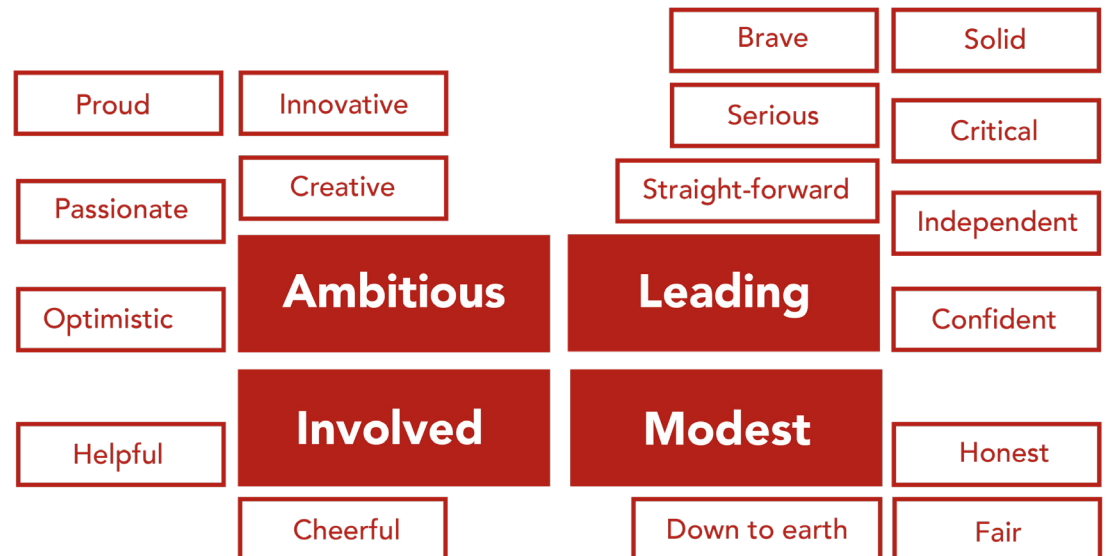 Brave
Solid
Proud
Innovative
Serious
Critical
Creative
Straight-forward
Passionate
Independent
Ambitious
Leading
Optimistic
Confident
Involved
Modest
Helpful
Honest
Cheerful
Down to earth
Fair